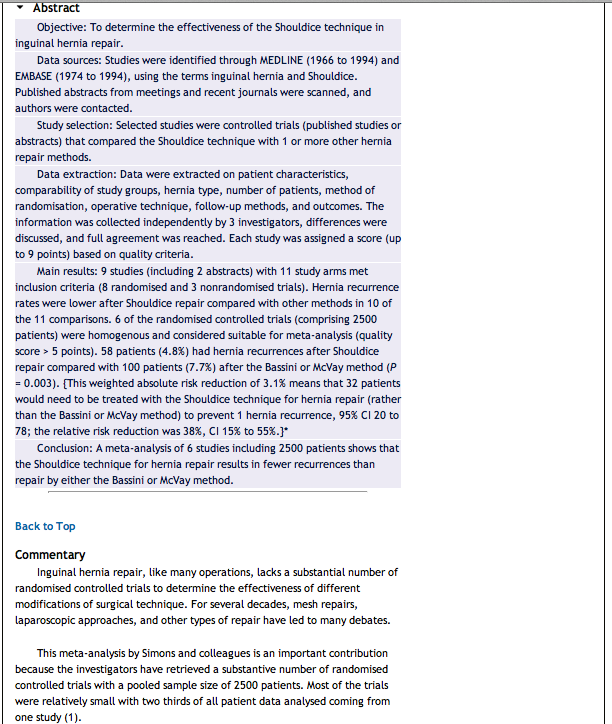 Abstract
Objective: To determine the effectiveness of the Shouldice technique in
inguinal hernia repair.
Data sources: Studies were identified through MEDLINE (1966 to 1994) and
EMBASE (1974 to 1994), using the terms inguinal hernia and Shouldice.
Published abstracts from meetings and recent journals were scanned, and
authors were contacted.
Study selection: Selected studies were controlled trials (published studies or
abstracts) that compared the Shouldice technique with 1 or more other hernia
repair methods.
Data extraction: Data were extracted on patient characteristics,
comparability of study groups, hernia type, number of patients, method of
randomisation, operative technique, follow-up methods, and outcomes. The
information was collected independently by 3 investigators, differences were
discussed, and full agreement was reached. Each study was assigned a score (up
to 9 points) based on quality criteria.
Main results: 9 studies (including 2 abstracts) with 11 study arms met
inclusion criteria (8 randomised and 3 nonrandomised trials). Hernia recurrence
rates were lower after Shouldice repair compared with other methods in 10 of
the 11 comparisons. 6 of the randomised controlled trials (comprising 2500
patients) were homogenous and considered suitable for meta-analysis (quality
score > 5 points). 58 patients (4.8%) had hernia recurrences after Shouldice
repair compared with 100 patients (7.7%) after the Bassini or McVay method (P
= 0.003). {This weighted absolute risk reduction of 3.1% means that 32 patients
would need to be treated with the Shouldice technique for hernia repair (rather
than the Bassini or McVay method) to prevent 1 hernia recurrence, 95% CI 20 to
78; the relative risk reduction was 38%, CI 15% to 55%.}*
Conclusion: A meta-analysis of 6 studies including 2500 patients shows that
the Shouldice technique for hernia repair results in fewer recurrences than
repair by either the Bassini or McVay method.
Back to Top
Commentary
Inguinal hernia repair, like many operations, lacks a substantial number of
randomised controlled trials to determine the effectiveness of different
modifications of surgical technique. For several decades, mesh repairs,
laparoscopic approaches, and other types of repair have led to many debates.
This meta-analysis by Simons and colleagues is an important contribution
because the investigators have retrieved a substantive number of randomised
controlled trials with a pooled sample size of 2500 patients. Most of the trials
were relatively small with two thirds of all patient data analysed coming from
one study (1).